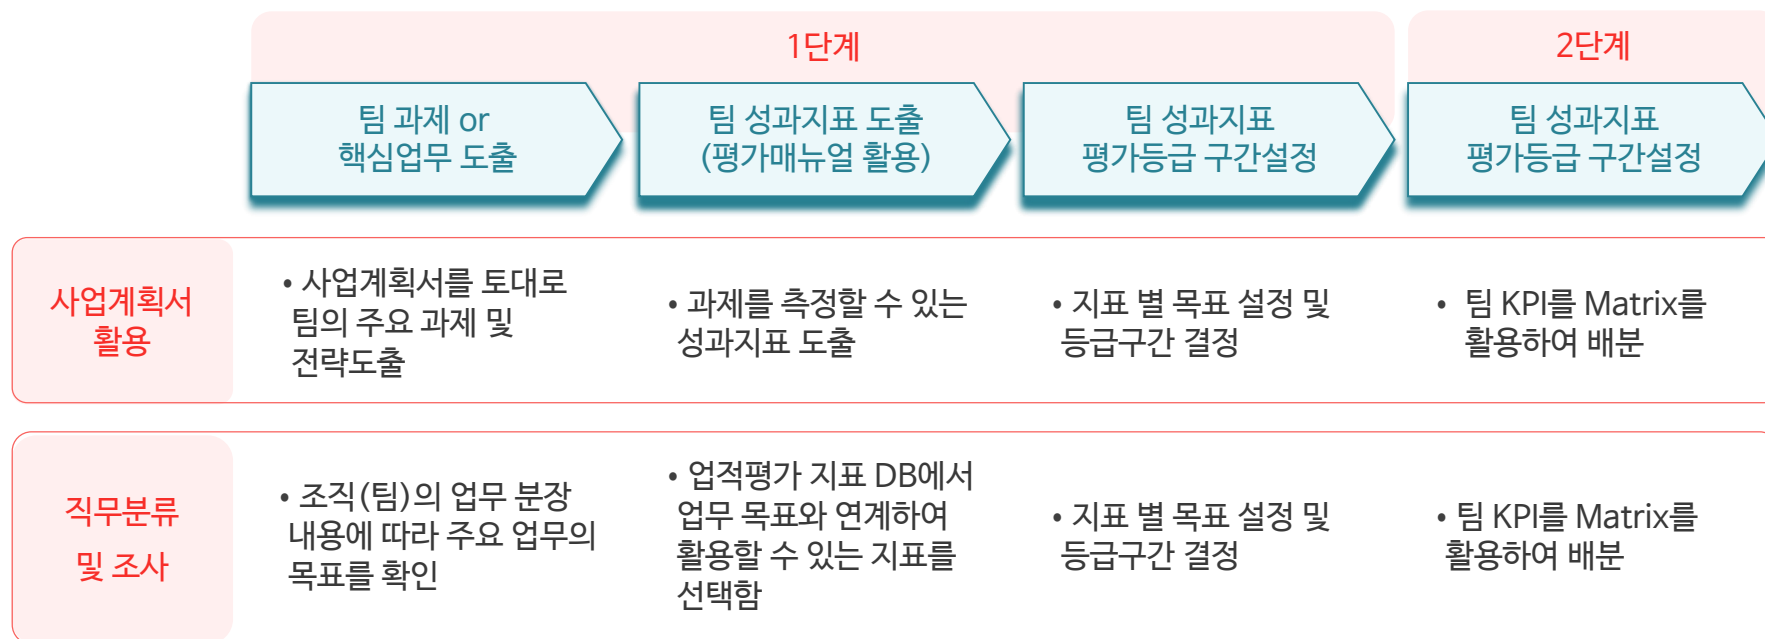 1단계
2단계
팀 과제 or
핵심업무 도출
팀 성과지표 도출
(평가매뉴얼 활용)
팀 성과지표
평가등급 구간설정
팀 성과지표
평가등급 구간설정
사업계획서
활용
• 사업계획서를 토대로
팀의 주요 과제 및
전략도출
• 과제를 측정할 수 있는
성과지표 도출
• 지표 별 목표 설정 및
등급구간 결정
• 팀 KPI를 Matrix를
활용하여 배분
직무분류
및 조사
• 조직(팀)의 업무 분장
내용에 따라 주요 업무의
목표를 확인
• 업적평가 지표 DB에서
업무 목표와 연계하여
활용할 수 있는 지표를
선택함
• 지표 별 목표 설정 및
등급구간 결정
• 팀 KPI를 Matrix를
활용하여 배분